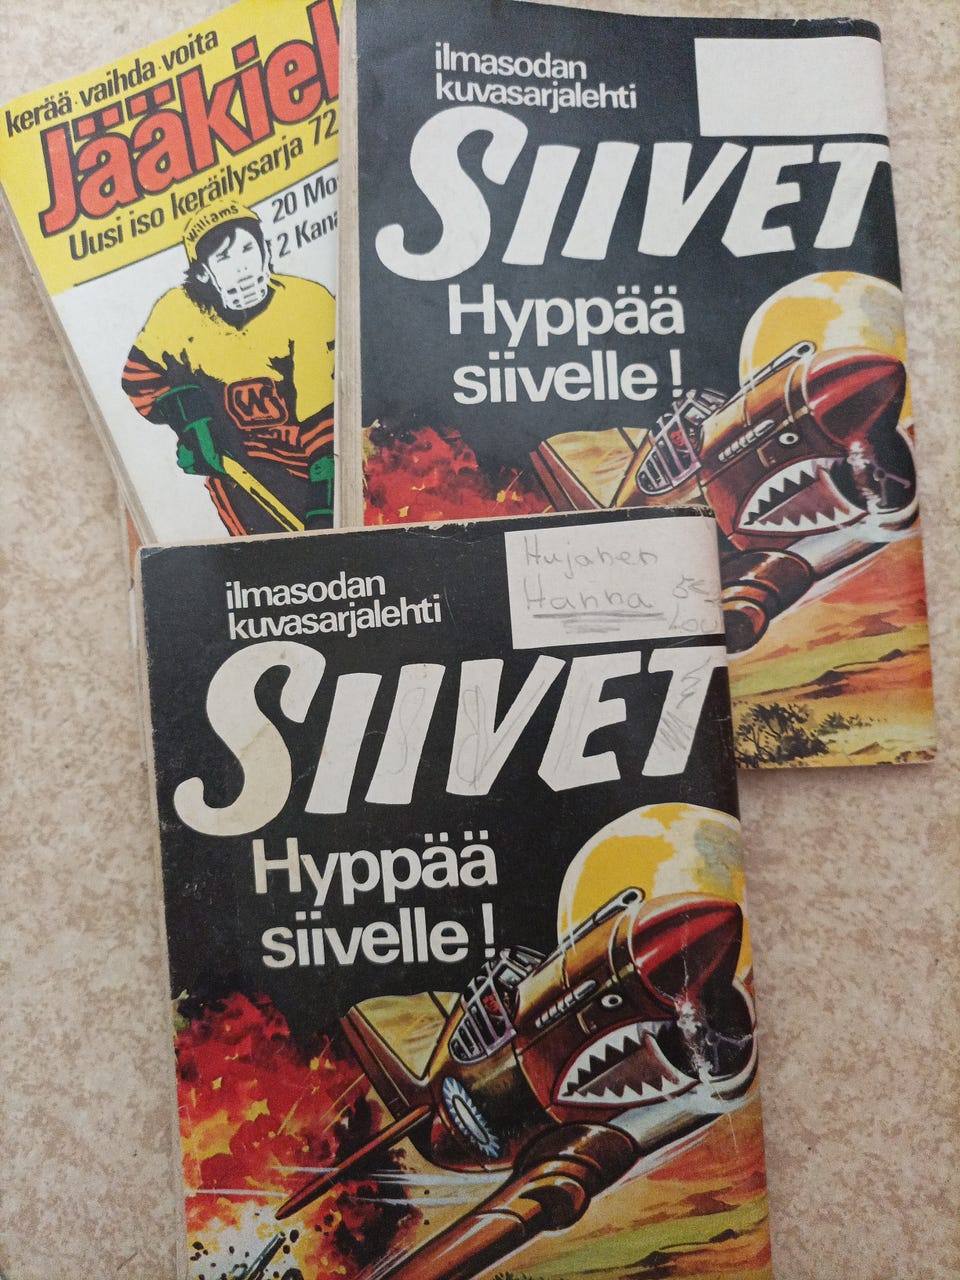 kerää·vaihda·voita
Jääkiek
Uusi iso keräilysarja 72
20 Mo
2 Kana
Williams
W
ilmasodan
kuvasarjalehti
SIIVET
Hyppää
siivelle!
ilmasodan
kuvasarjalehti
Hujanen
Hanna
SIIVET
Hyppää
siivelle!